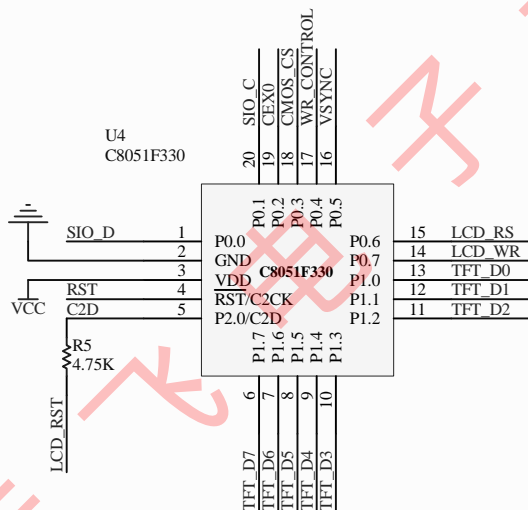 U4
C8051F330
SIO_C
CEX0
CMOS_CS
WR_CONTROL
VSYNC
20
19
18
17
16
P0.1
P0.2
P0.3
P0.4
P0.5
SIO_D 1 P0.0
2 GND
VCC 3 VDD
RST 4 RST/C2CK
C2D 5 P2.0/C2D
C8051F330
P0.6 15 LCD_RS
P0.7 14 LCD_WR
P1.0 13 TFT_D0
P1.1 12 TFT_D1
P1.2 11 TFT_D2
R5
4.75K
LCD_RST
P1.7
P1.6
P1.5
P1.4
P1.3
6
7
8
9
10
TFT_D7
TFT_D6
TFT_D5
TFT_D4
TFT_D3
飞
电
子